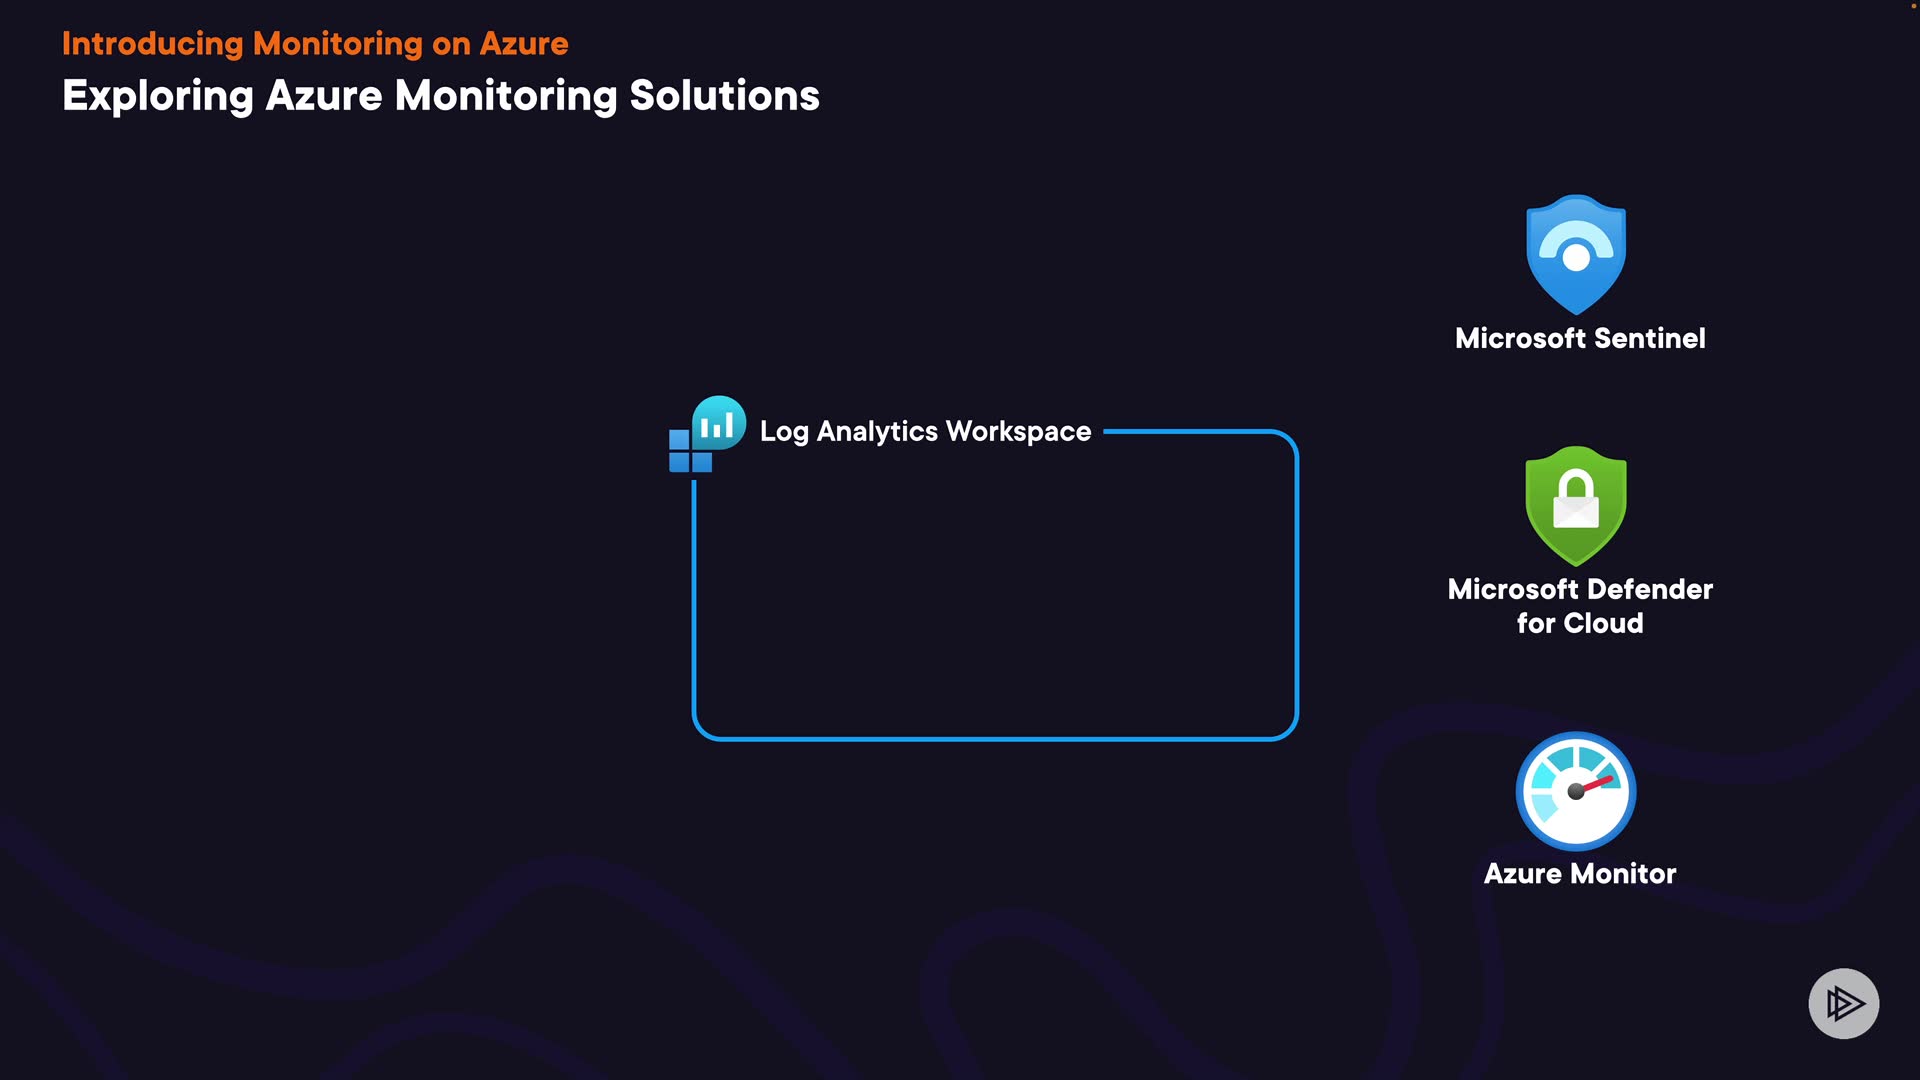 Introducing Monitoring on Azure
Exploring Azure Monitoring Solutions
Microsoft Sentinel
Log Analytics Workspace
Microsoft Defender
for Cloud
Azure Monitor